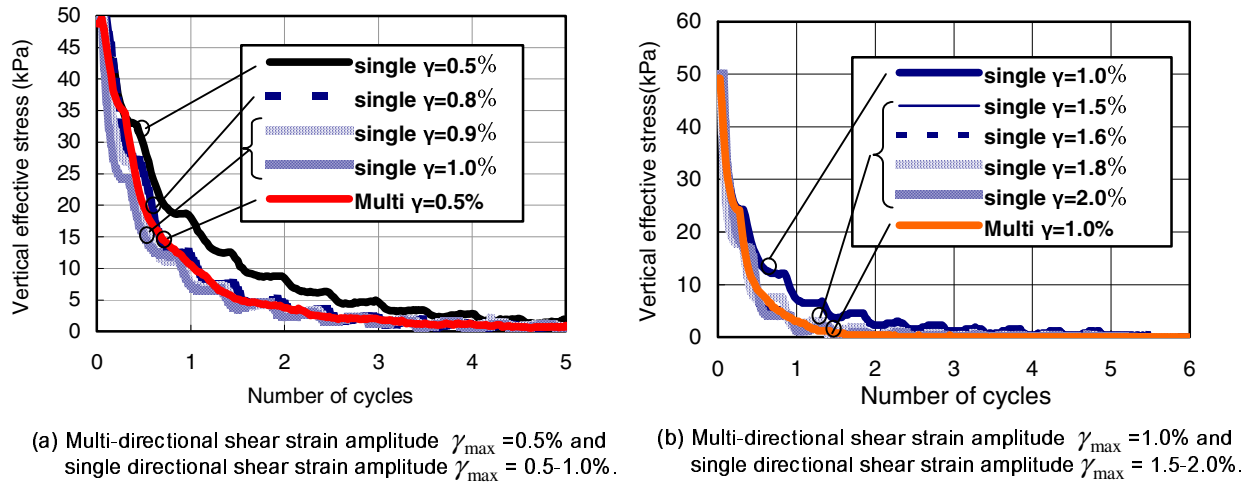 Vertical effective stress (kPa)
50
45
40
35
30
25
20
15
10
5
0
single γ=0.5%
single γ=0.8%
single γ=0.9%
single γ=1.0%
Multi γ=0.5%
0 1 2 3 4 5
Number of cycles
(a) Multi-directional shear strain amplitude γmax =0.5% and
single directional shear strain amplitude γmax = 0.5-1.0%.
Vertical effective stress(kPa)
60
50
40
30
20
10
0
single γ=1.0%
single γ=1.5%
single γ=1.6%
single γ=1.8%
single γ=2.0%
Multi γ=1.0%
0 1 2 3 4 5 6
Number of cycles
(b) Multi-directional shear strain amplitude γmax =1.0% and
single directional shear strain amplitude γmax = 1.5-2.0%.